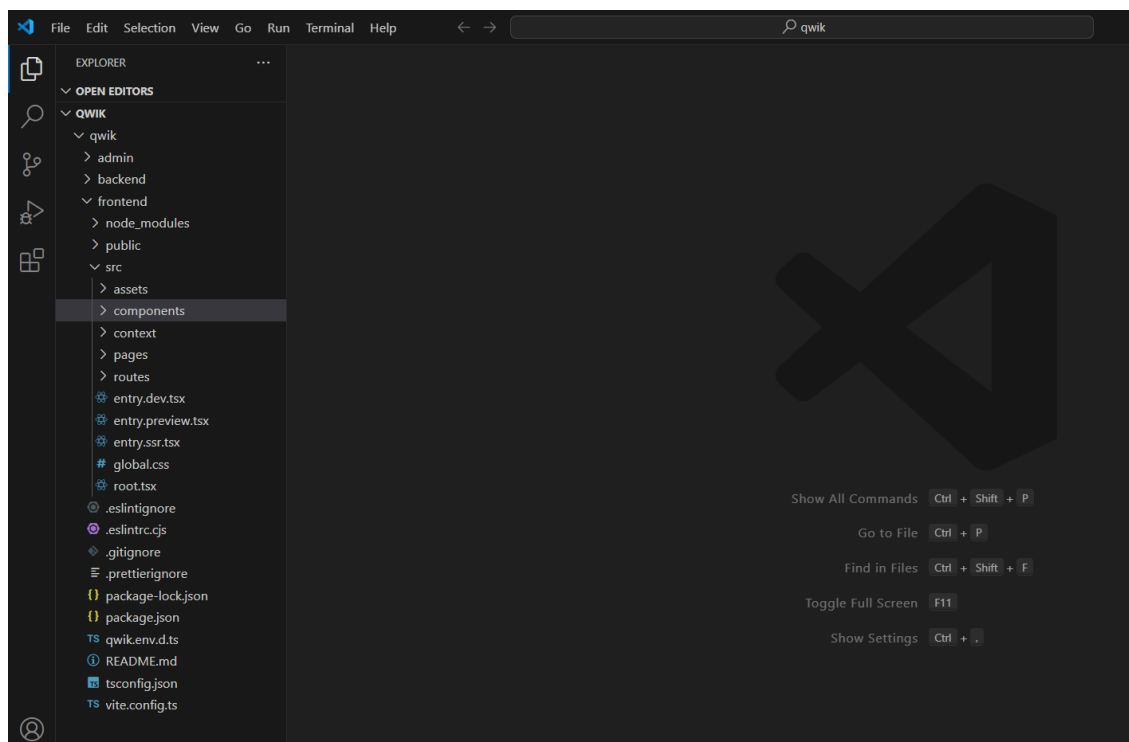 File Edit Selection View Go Run Terminal Help qwik
EXPLORER ...
OPEN EDITORS
QWIK
qwik
admin
backend
frontend
node_modules
public
src
assets
components
context
pages
routes
entry.dev.tsx
entry.preview.tsx
entry.ssr.tsx
# global.css
root.tsx
.eslintignore
.eslintrc.cjs
.gitignore
.prettierignore
{} package-lock.json
{} package.json
TS qwik.env.d.ts
README.md
TS tsconfig.json
TS vite.config.ts
Show All Commands Ctrl + Shift + P
Go to File Ctrl + P
Find in Files Ctrl + Shift + F
Toggle Full Screen F11
Show Settings Ctrl + ,